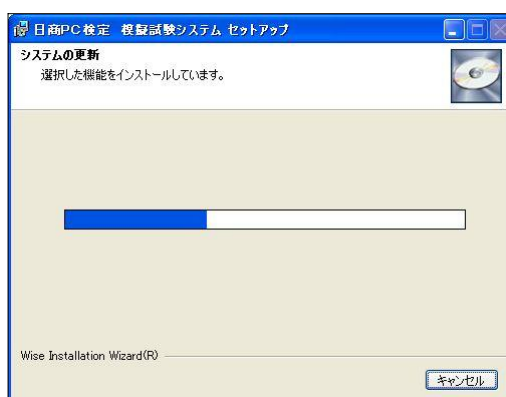 日商PC検定 模擬試験システム セットアップ
システムの更新
選択した機能をインストールしています。
Wise Installation Wizard(R)
キャンセル